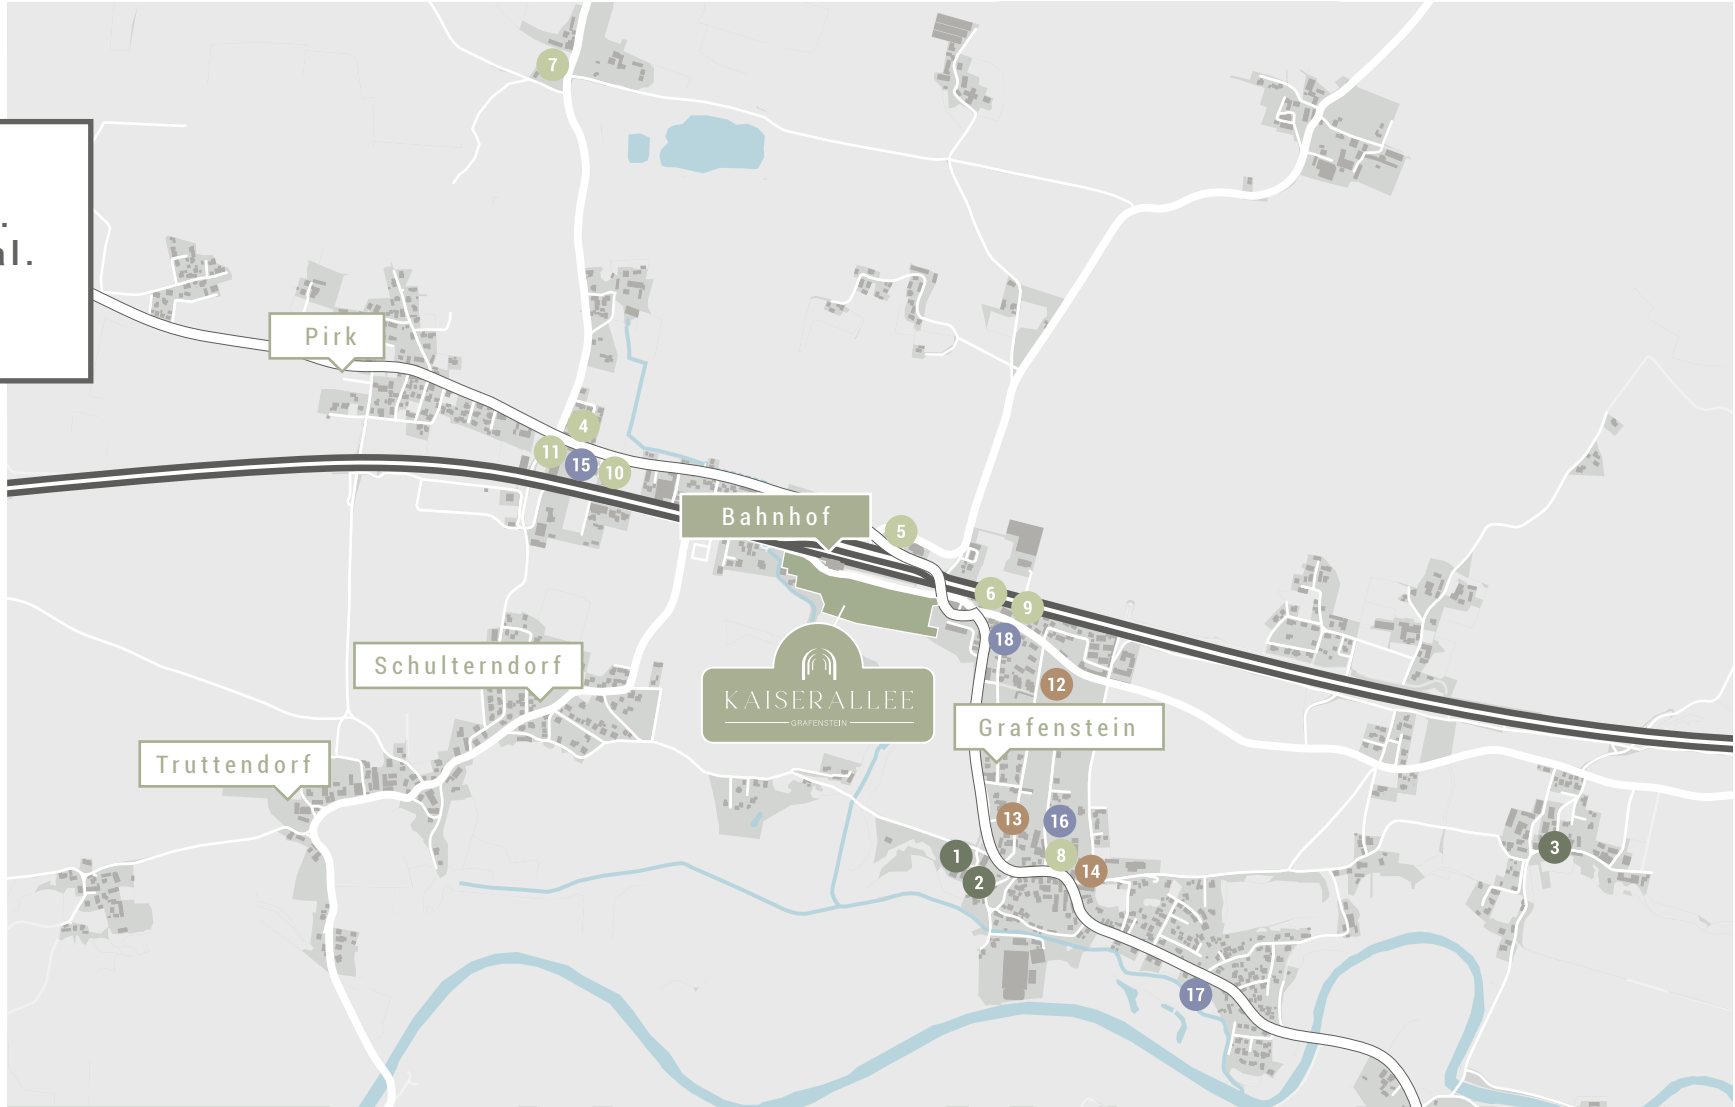 7
.
al.
Pirk
4
11
15
10
Bahnhof
5
6
9
18
Schulterndorf
12
KAISERALLEE
GRAFENSTEIN
Grafenstein
Truttendorf
13
16
1
8
14
3
2
17